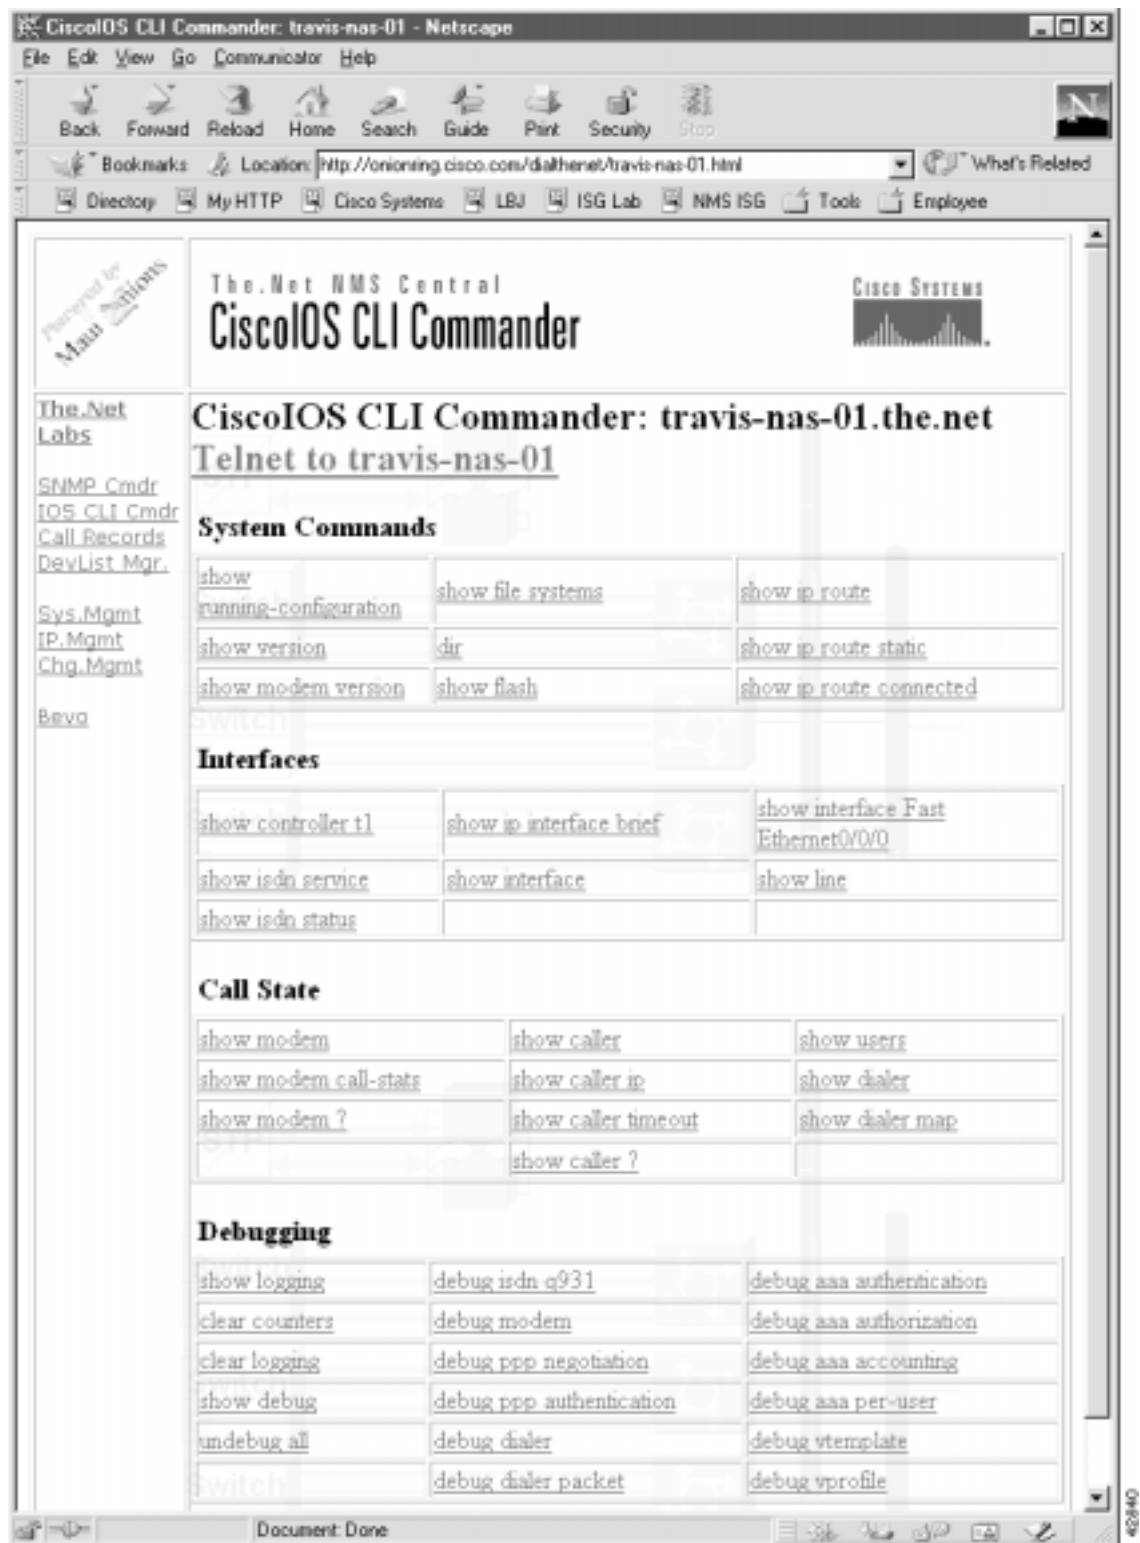 CiscoIOS CLI Commander: travis-nas-01 - Netscape
File Edit View Go Communicator Help
Back Forward Reload Home Search Guide Print Security Stop
N
Bookmarks Location: http://onionring.cisco.com/dialthenet/travis-nas-01.html What's Related
Directory My HTTP Cisco Systems LBJ ISG Lab NMS ISG Tools Employee
Powered by
Maui Nations
The.Net NMS Central
CiscoIOS CLI Commander
CISCO SYSTEMS
The.Net
Labs
SNMP Cmdr
IOS CLI Cmdr
Call Records
DevList Mgr.
Sys.Mgmt
IP.Mgmt
Chg.Mgmt
Beva
CiscoIOS CLI Commander: travis-nas-01.the.net
Telnet to travis-nas-01
System Commands
show
running-configuration
show file systems
show ip route
show version
dir
show ip route static
show modem version
show flash
show ip route connected
Interfaces
show controller t1
show ip interface brief
show interface Fast
Ethernet0/0/0
show isdn service
show interface
show line
show isdn status
Call State
show modem
show caller
show users
show modem call-stats
show caller ip
show dialer
show modem ?
show caller timeout
show dialer map
show caller ?
Debugging
show logging
debug isdn q931
debug aaa authentication
clear counters
debug modem
debug aaa authorization
clear logging
debug ppp negotiation
debug aaa accounting
show debug
debug ppp authentication
debug aaa per-user
undebug all
debug dialer
debug vtemplate
Switch
debug dialer packet
debug vprofile
Document: Done
42840